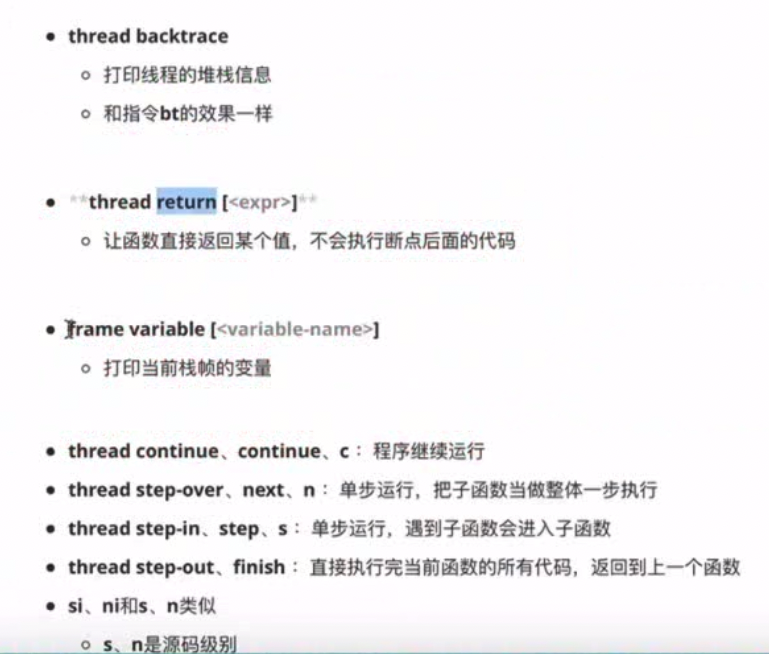 • thread backtrace
○ 打印线程的堆栈信息
○ 和指令bt的效果一样
• **thread return [<expr>]**
○ 让函数直接返回某个值，不会执行断点后面的代码
• frame variable [<variable-name>]
○ 打印当前栈帧的变量
• thread continue、continue、c： 程序继续运行
• thread step-over、next、n： 单步运行，把子函数当做整体一步执行
• thread step-in、step、s： 单步运行，遇到子函数会进入子函数
• thread step-out、finish： 直接执行完当前函数的所有代码，返回到上一个函数
• si、ni和s、n类似
○ s、n是源码级别